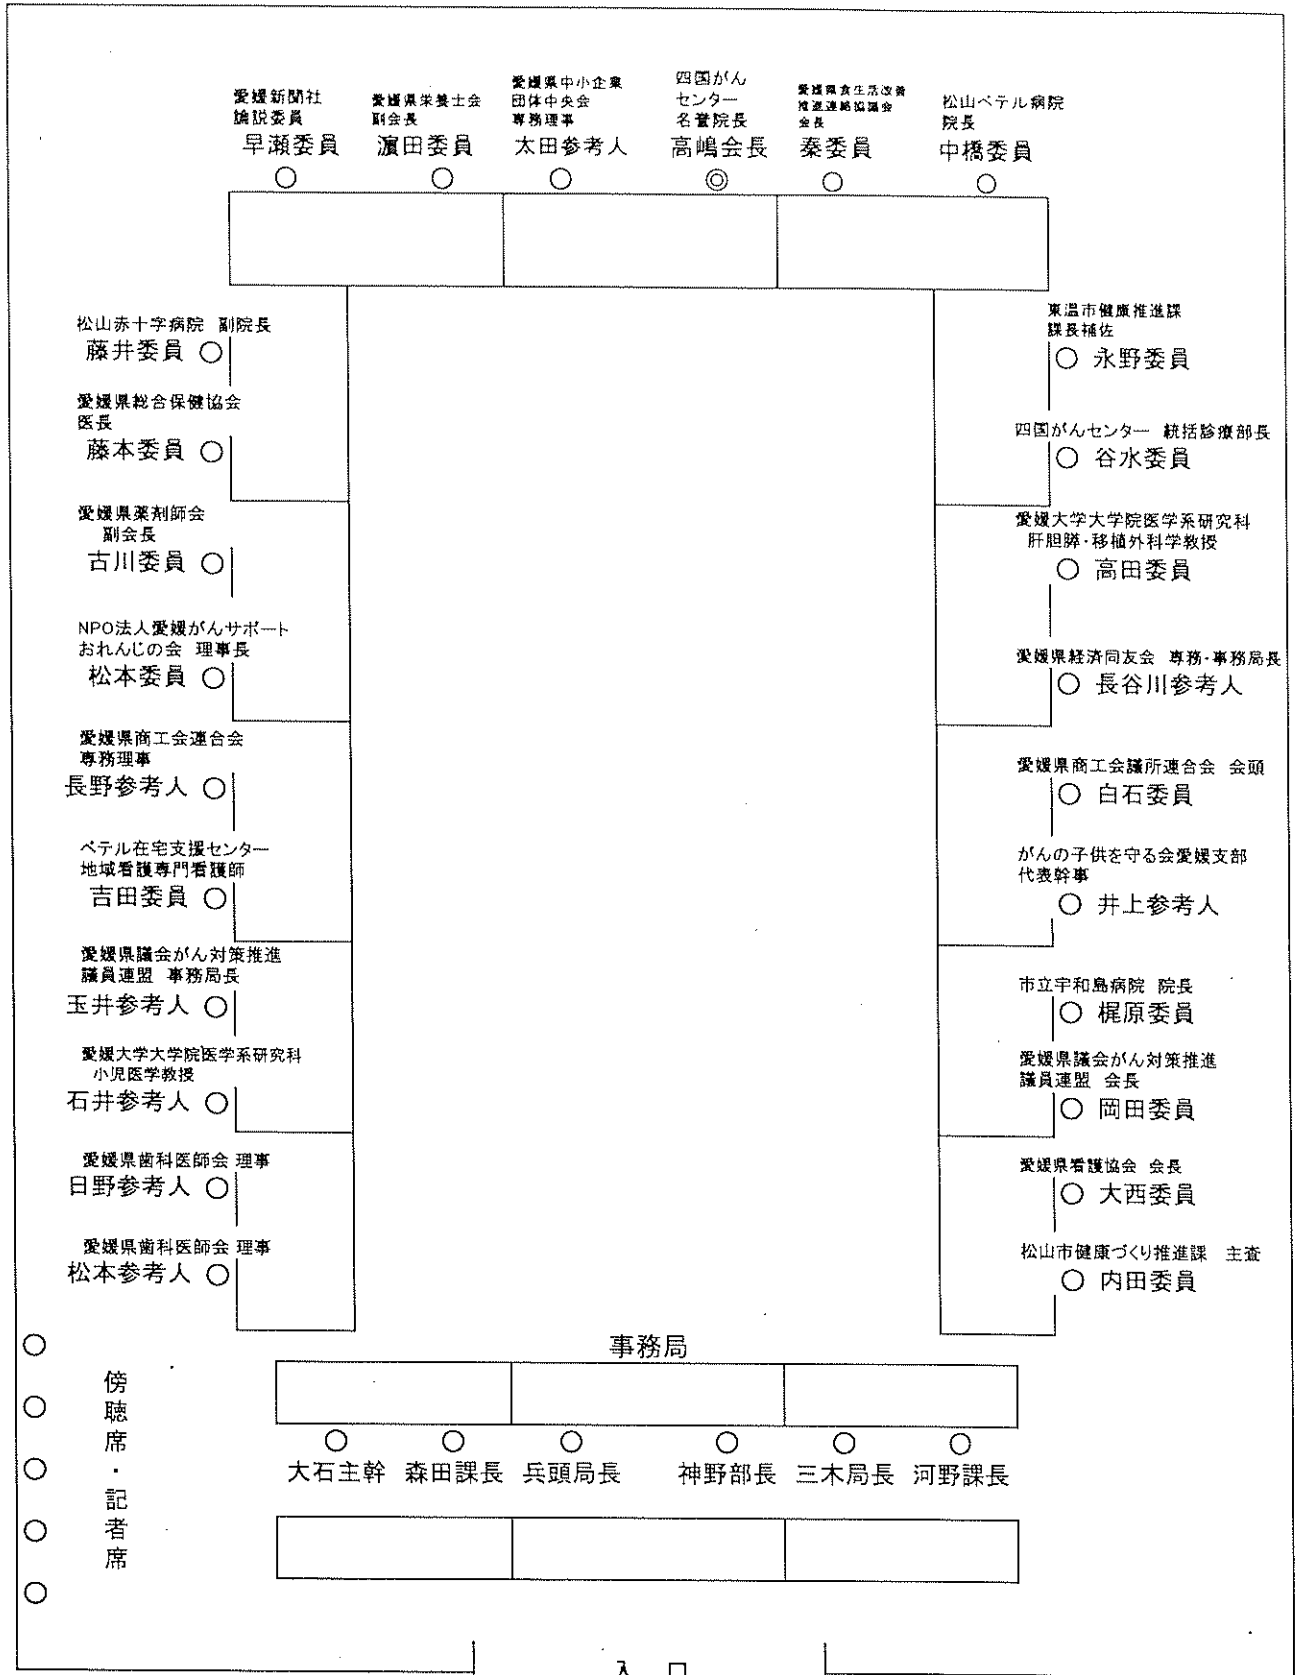 愛媛新聞社
論説委員
早瀬委員
愛媛県栄養士会
副会長
濵田委員
愛媛県中小企業
団体中央会
専務理事
太田参考人
四国がん
センター
名誉院長
高嶋会長
愛媛県食生活改善
推進連絡協議会
会長
秦委員
松山ベテル病院
院長
中橋委員
松山赤十字病院 副院長
藤井委員
愛媛県総合保健協会
医長
藤本委員
愛媛県薬剤師会
副会長
古川委員
NPO法人愛媛がんサポート
おれんじの会 理事長
松本委員
愛媛県商工会連合会
専務理事
長野参考人
ベテル在宅支援センター
地域看護専門看護師
吉田委員
愛媛県議会がん対策推進
議員連盟 事務局長
玉井参考人
愛媛大学大学院医学系研究科
小児医学教授
石井参考人
愛媛県歯科医師会 理事
日野参考人
愛媛県歯科医師会 理事
松本参考人
東温市健康推進課
課長補佐
永野委員
四国がんセンター 統括診療部長
谷水委員
愛媛大学大学院医学系研究科
肝胆膵・移植外科学教授
高田委員
愛媛県経済同友会 専務・事務局長
長谷川参考人
愛媛県商工会議所連合会 会頭
白石委員
がんの子供を守る会愛媛支部
代表幹事
井上参考人
市立宇和島病院 院長
梶原委員
愛媛県議会がん対策推進
議員連盟 会長
岡田委員
愛媛県看護協会 会長
大西委員
松山市健康づくり推進課 主査
内田委員
事務局
大石主幹 森田課長 兵頭局長 神野部長 三木局長 河野課長
傍聴席・記者席
入 口